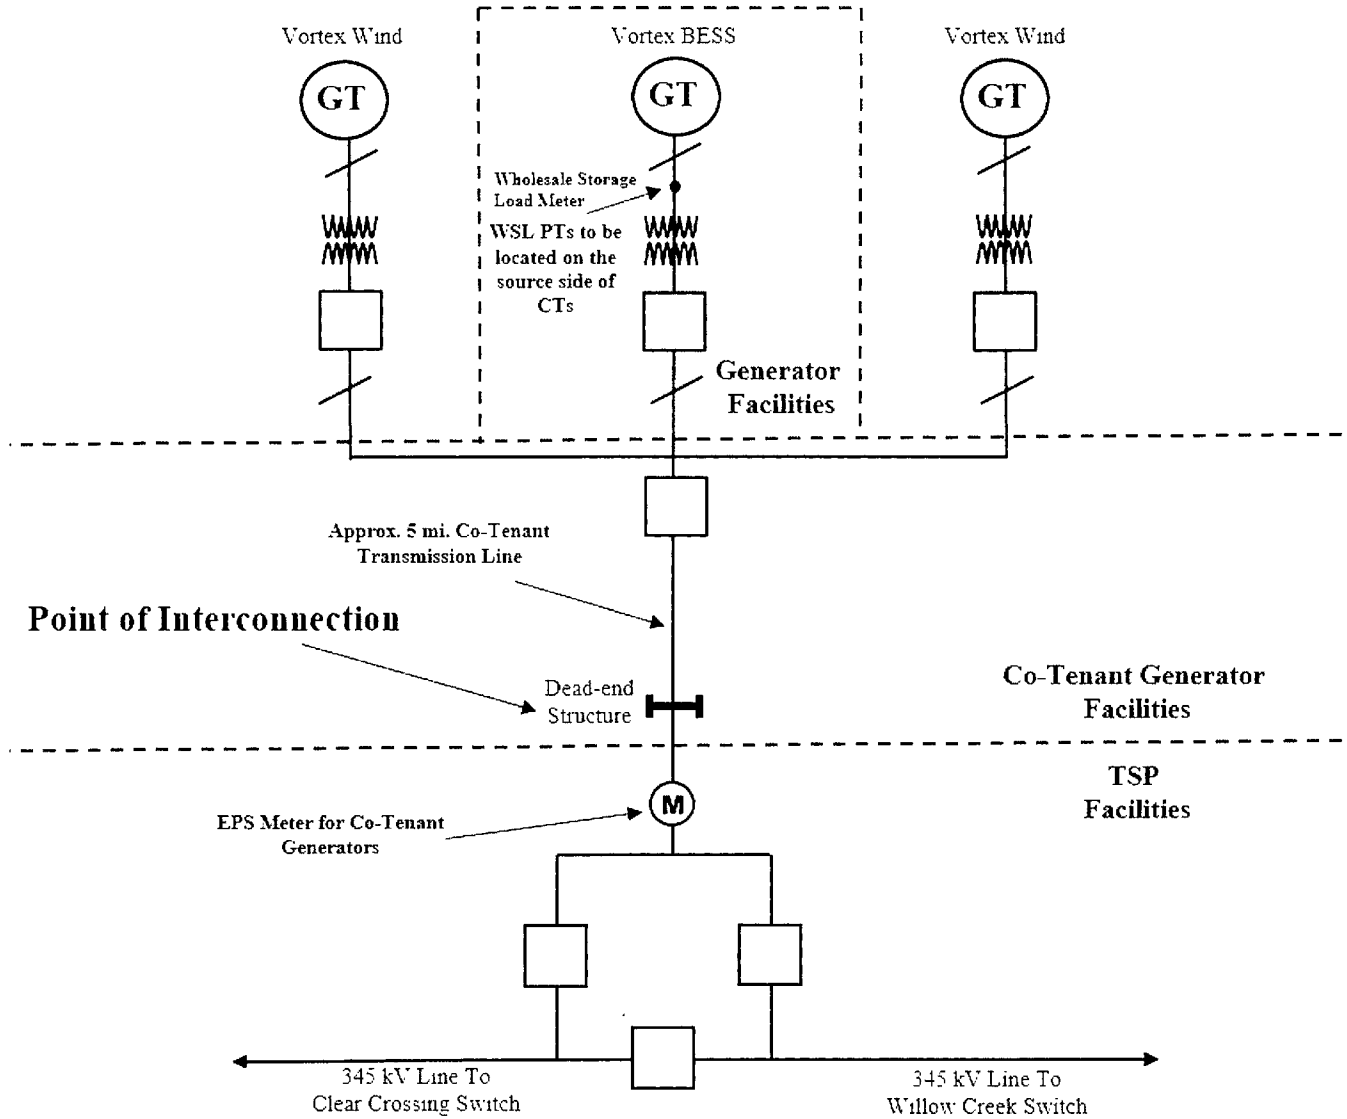 Vortex Wind
Vortex BESS
Vortex Wind
GT
GT
GT
Wholesale Storage
Load Meter
WSL PTs to be
located on the
source side of
CTs
Generator
Facilities
Approx. 5 mi. Co-Tenant
Transmission Line
Point of Interconnection
Dead-end
Structure
Co-Tenant Generator
Facilities
TSP
Facilities
M
EPS Meter for Co-Tenant
Generators
345 kV Line To
Clear Crossing Switch
345 kV Line To
Willow Creek Switch